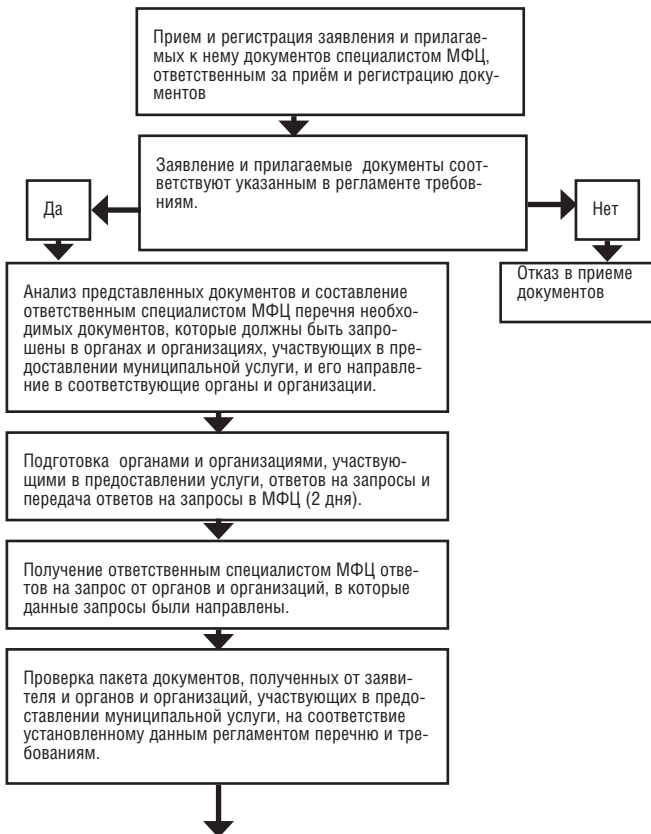 Прием и регистрация заявления и прилагае-
мых к нему документов специалистом МФЦ,
ответственным за приём и регистрацию доку-
ментов
Заявление и прилагаемые документы соот-
ветствуют указанным в регламенте требов-
ниям.
Да
Нет
Отказ в приеме
документов
Анализ представленных документов и составление
ответственным специалистом МФЦ перечня необхо-
димых документов, которые должны быть запро-
шены в органах и организациях, участвующих в пре-
доставлении муниципальной услуги, и его направле-
ние в соответствующие органы и организации.
Подготовка органами и организациями, участвую-
щими в предоставлении услуги, ответов на запросы и
передача ответов на запросы в МФЦ (2 дня).
Получение ответственным специалистом МФЦ отве-
тов на запрос от органов и организаций, в которые
данные запросы были направлены.
Проверка пакета документов, полученных от заяви-
теля и органов и организаций, участвующих в предо-
ставлении муниципальной услуги, на соответствие
установленному данным регламентом перечню и тре-
бованиям.